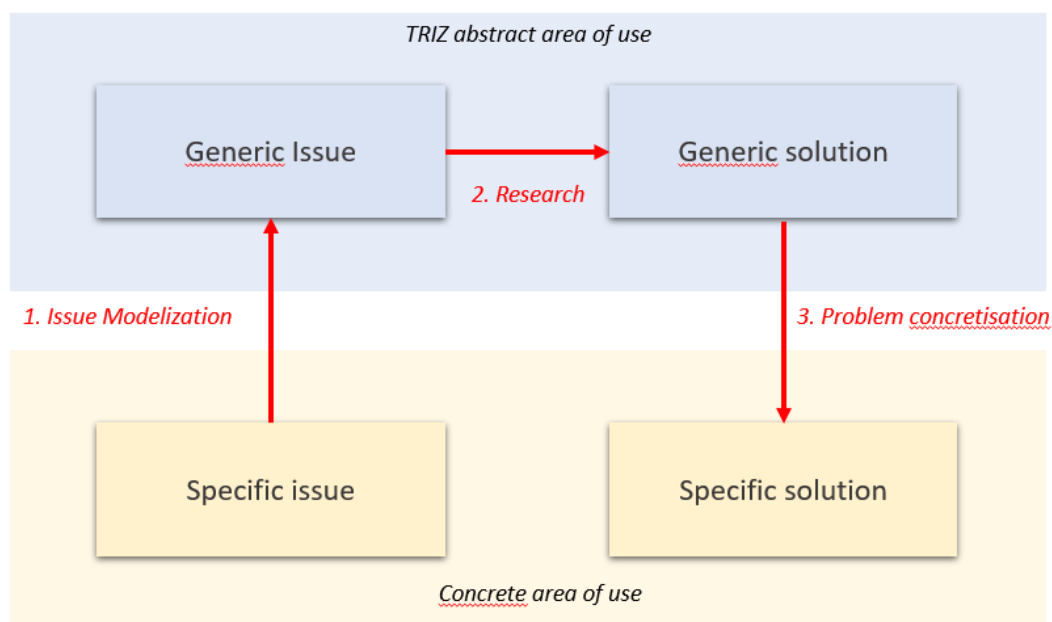 TRIZ abstract area of use
Generic Issue
Generic solution
2. Research
1. Issue Modelization
3. Problem concretisation
Specific issue
Specific solution
Concrete area of use